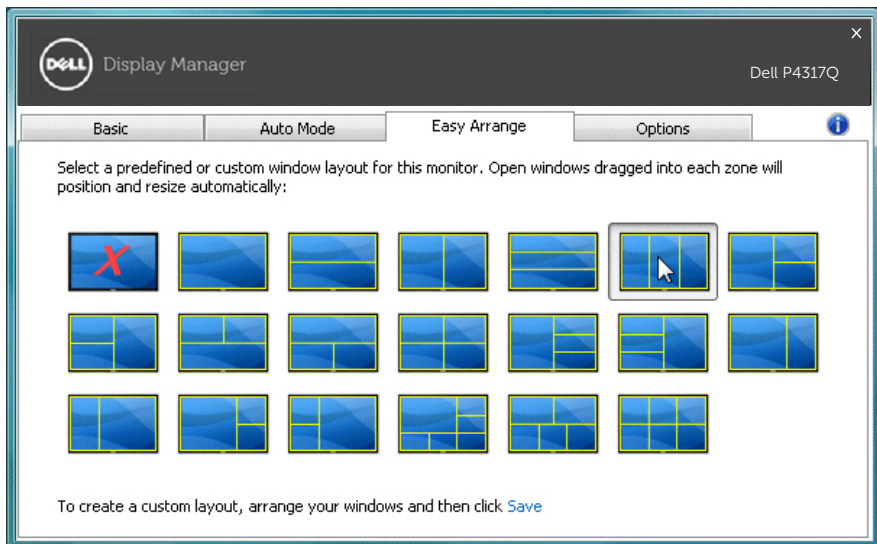 X
DELL Display Manager
Dell P4317Q
Basic Auto Mode Easy Arrange Options i
Select a predefined or custom window layout for this monitor. Open windows dragged into each zone will
position and resize automatically:
X
To create a custom layout, arrange your windows and then click Save